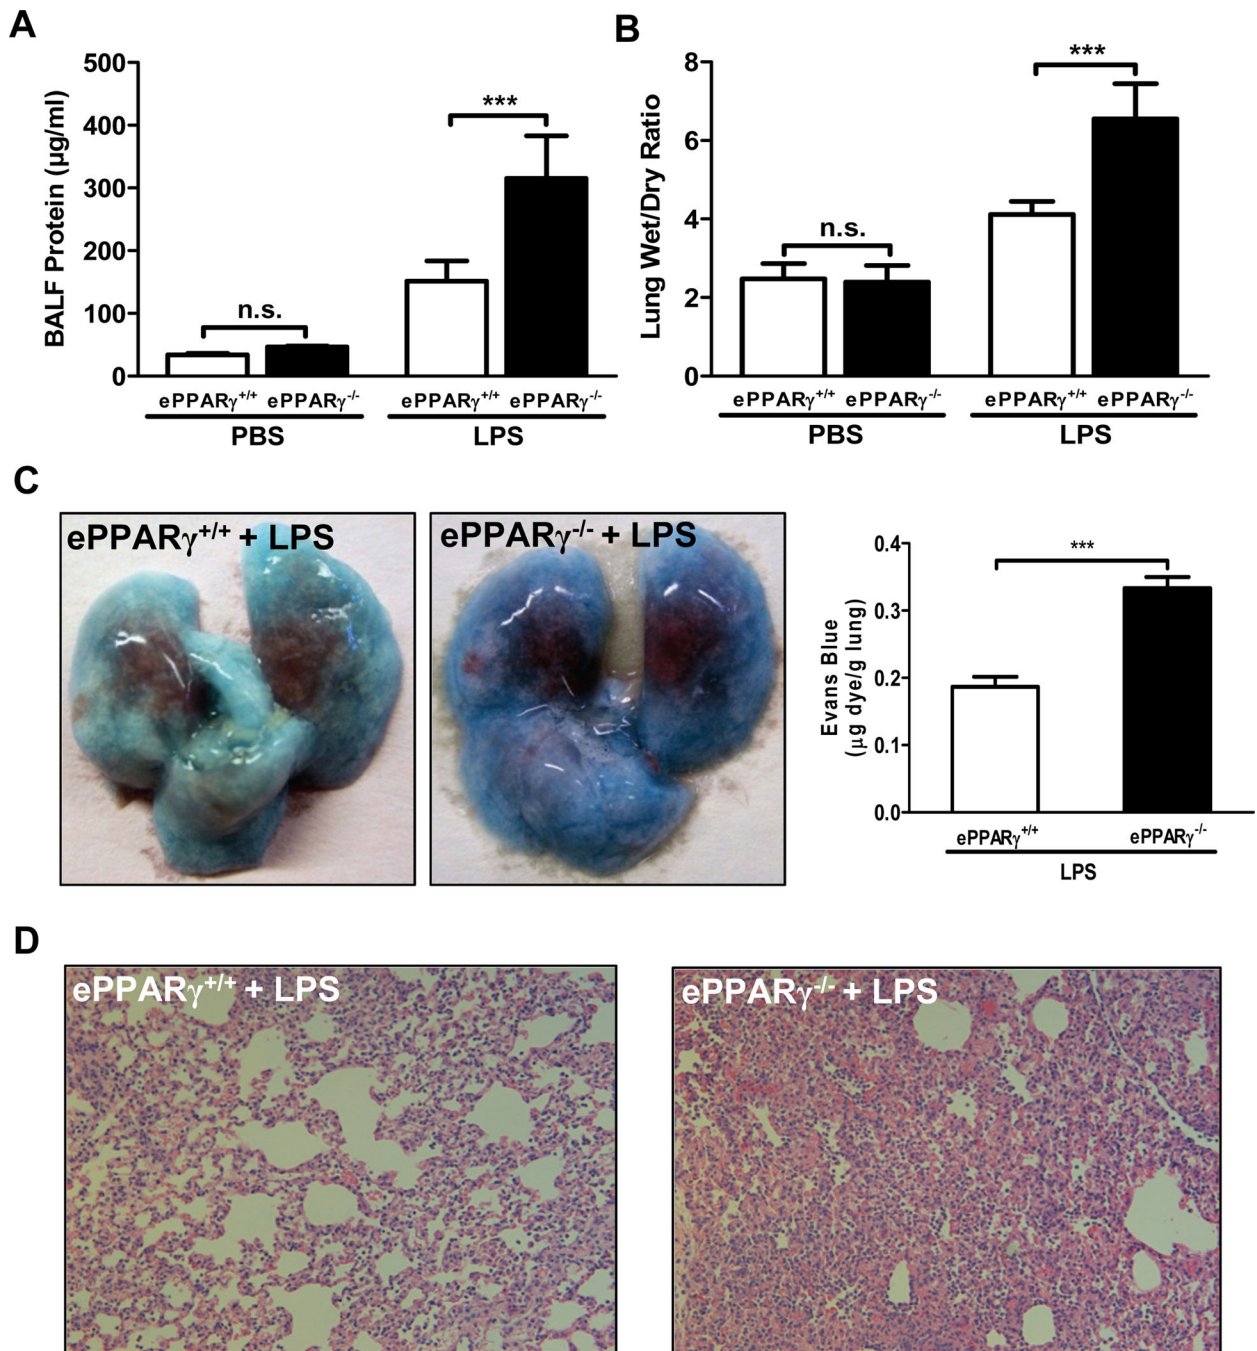 A
500
400
300
200
100
0
BALF Protein (µg/ml)
n.s.
***
ePPARγ+/+ ePPARγ-/- ePPARγ+/+ ePPARγ-/-
PBS LPS
B
8
6
4
2
0
Lung Wet/Dry Ratio
n.s.
***
ePPARγ+/+ ePPARγ-/- ePPARγ+/+ ePPARγ-/-
PBS LPS
C
ePPARγ+/+ + LPS
ePPARγ-/- + LPS
0.4
0.3
0.2
0.1
0.0
Evans Blue
(µg dye/g lung)
***
ePPARγ+/+ ePPARγ-/-
LPS
D
ePPARγ+/+ + LPS
ePPARγ-/- + LPS